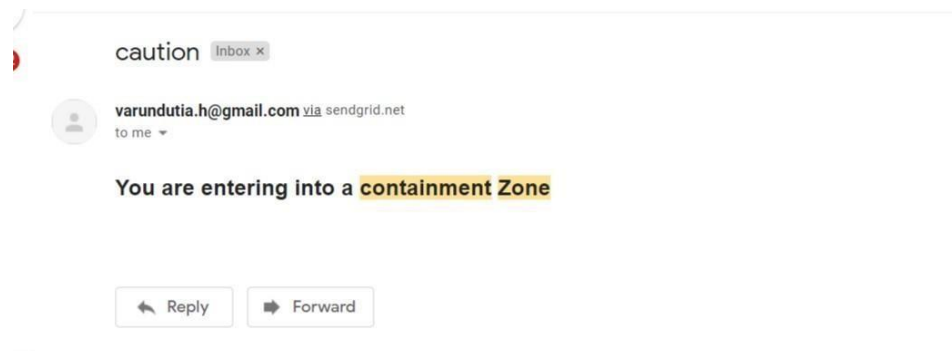 caution Inbox ×
varundutia.h@gmail.com via sendgrid.net
to me
You are entering into a containment Zone
Reply Forward